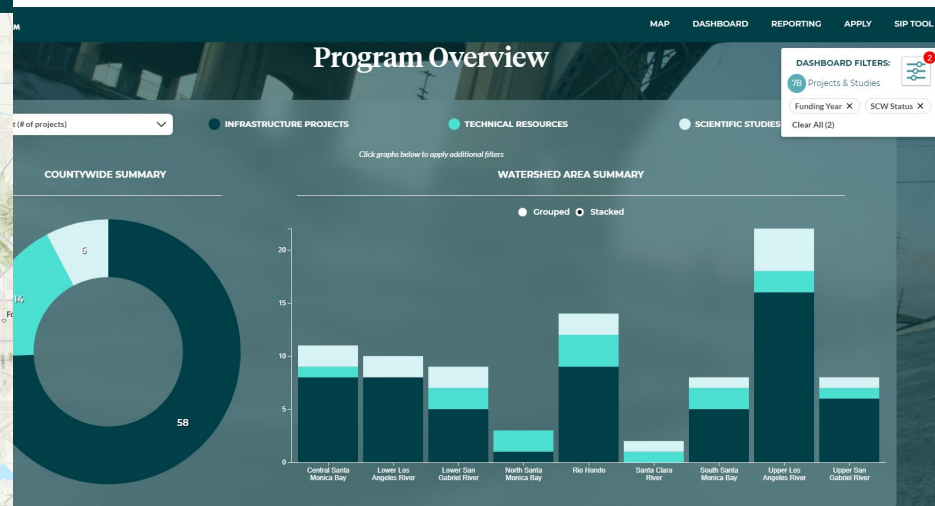 M
MAP DASHBOARD REPORTING APPLY SIP TOOL
Program Overview
DASHBOARD FILTERS:
2
78 Projects & Studies
Funding Year X SCW Status X
Clear All (2)
t (# of projects)
INFRASTRUCTURE PROJECTS TECHNICAL RESOURCES SCIENTIFIC STUDIES
Click graphs below to apply additional filters
COUNTYWIDE SUMMARY
6
14
58
Fo
WATERSHED AREA SUMMARY
Grouped Stacked
20
15
10
5
0
Central Santa
Monica Bay
Lower Los
Angeles River
Lower San
Gabriel River
North Santa
Monica Bay
Rio Hondo
Santa Clara
River
South Santa
Monica Bay
Upper Los
Angeles River
Upper San
Gabriel River